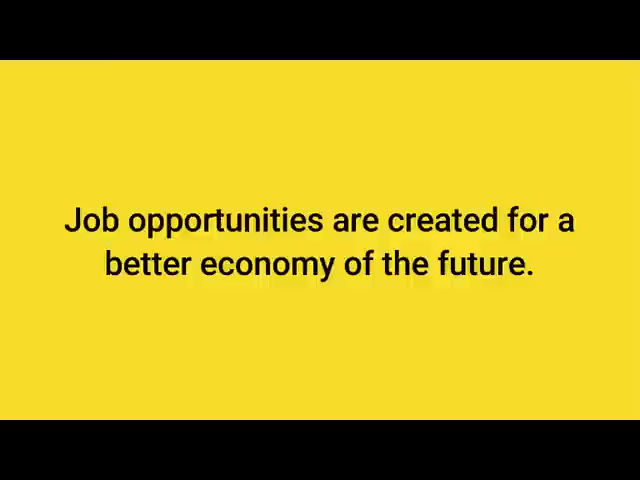 Job opportunities are created for a
better economy of the future.